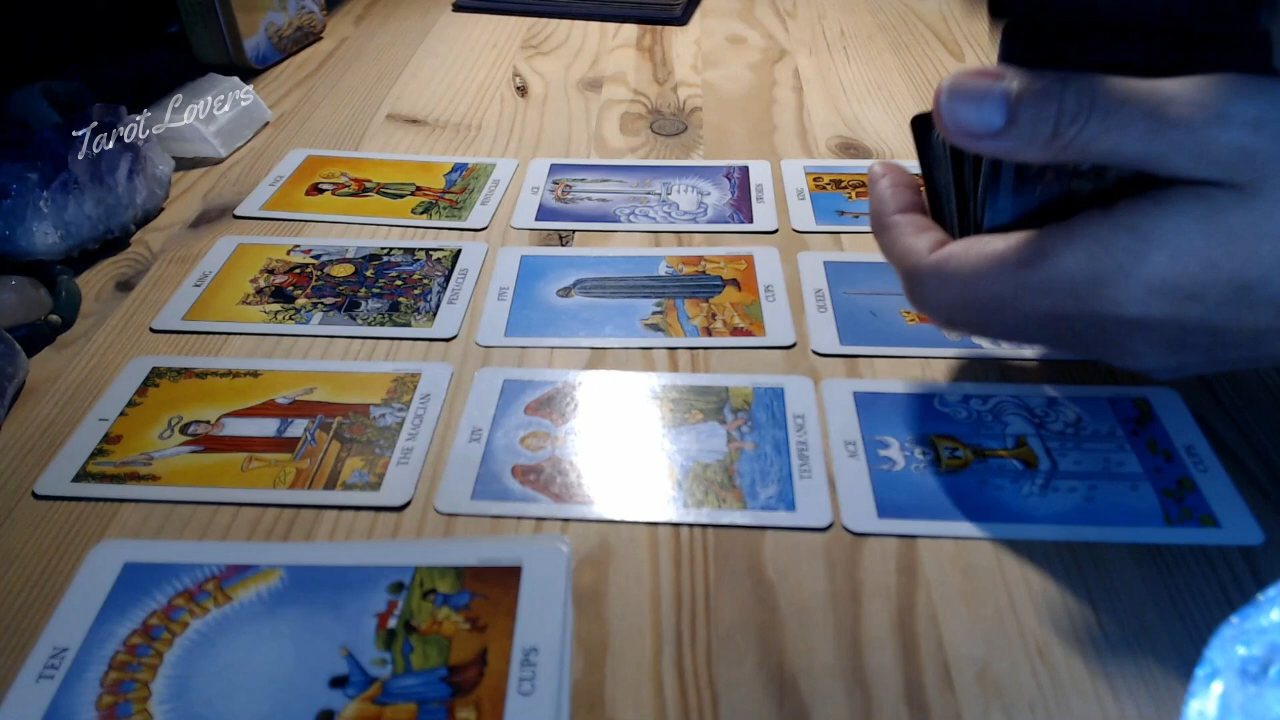 Tarot Lovers
PAGE
PENTACLES
ACE
SWORDS
KING
KING
PENTACLES
FIVE
CUPS
QUEEN
I
THE MAGICIAN
XIV
TEMPERANCE
ACE
CUPS
TEN
CUPS